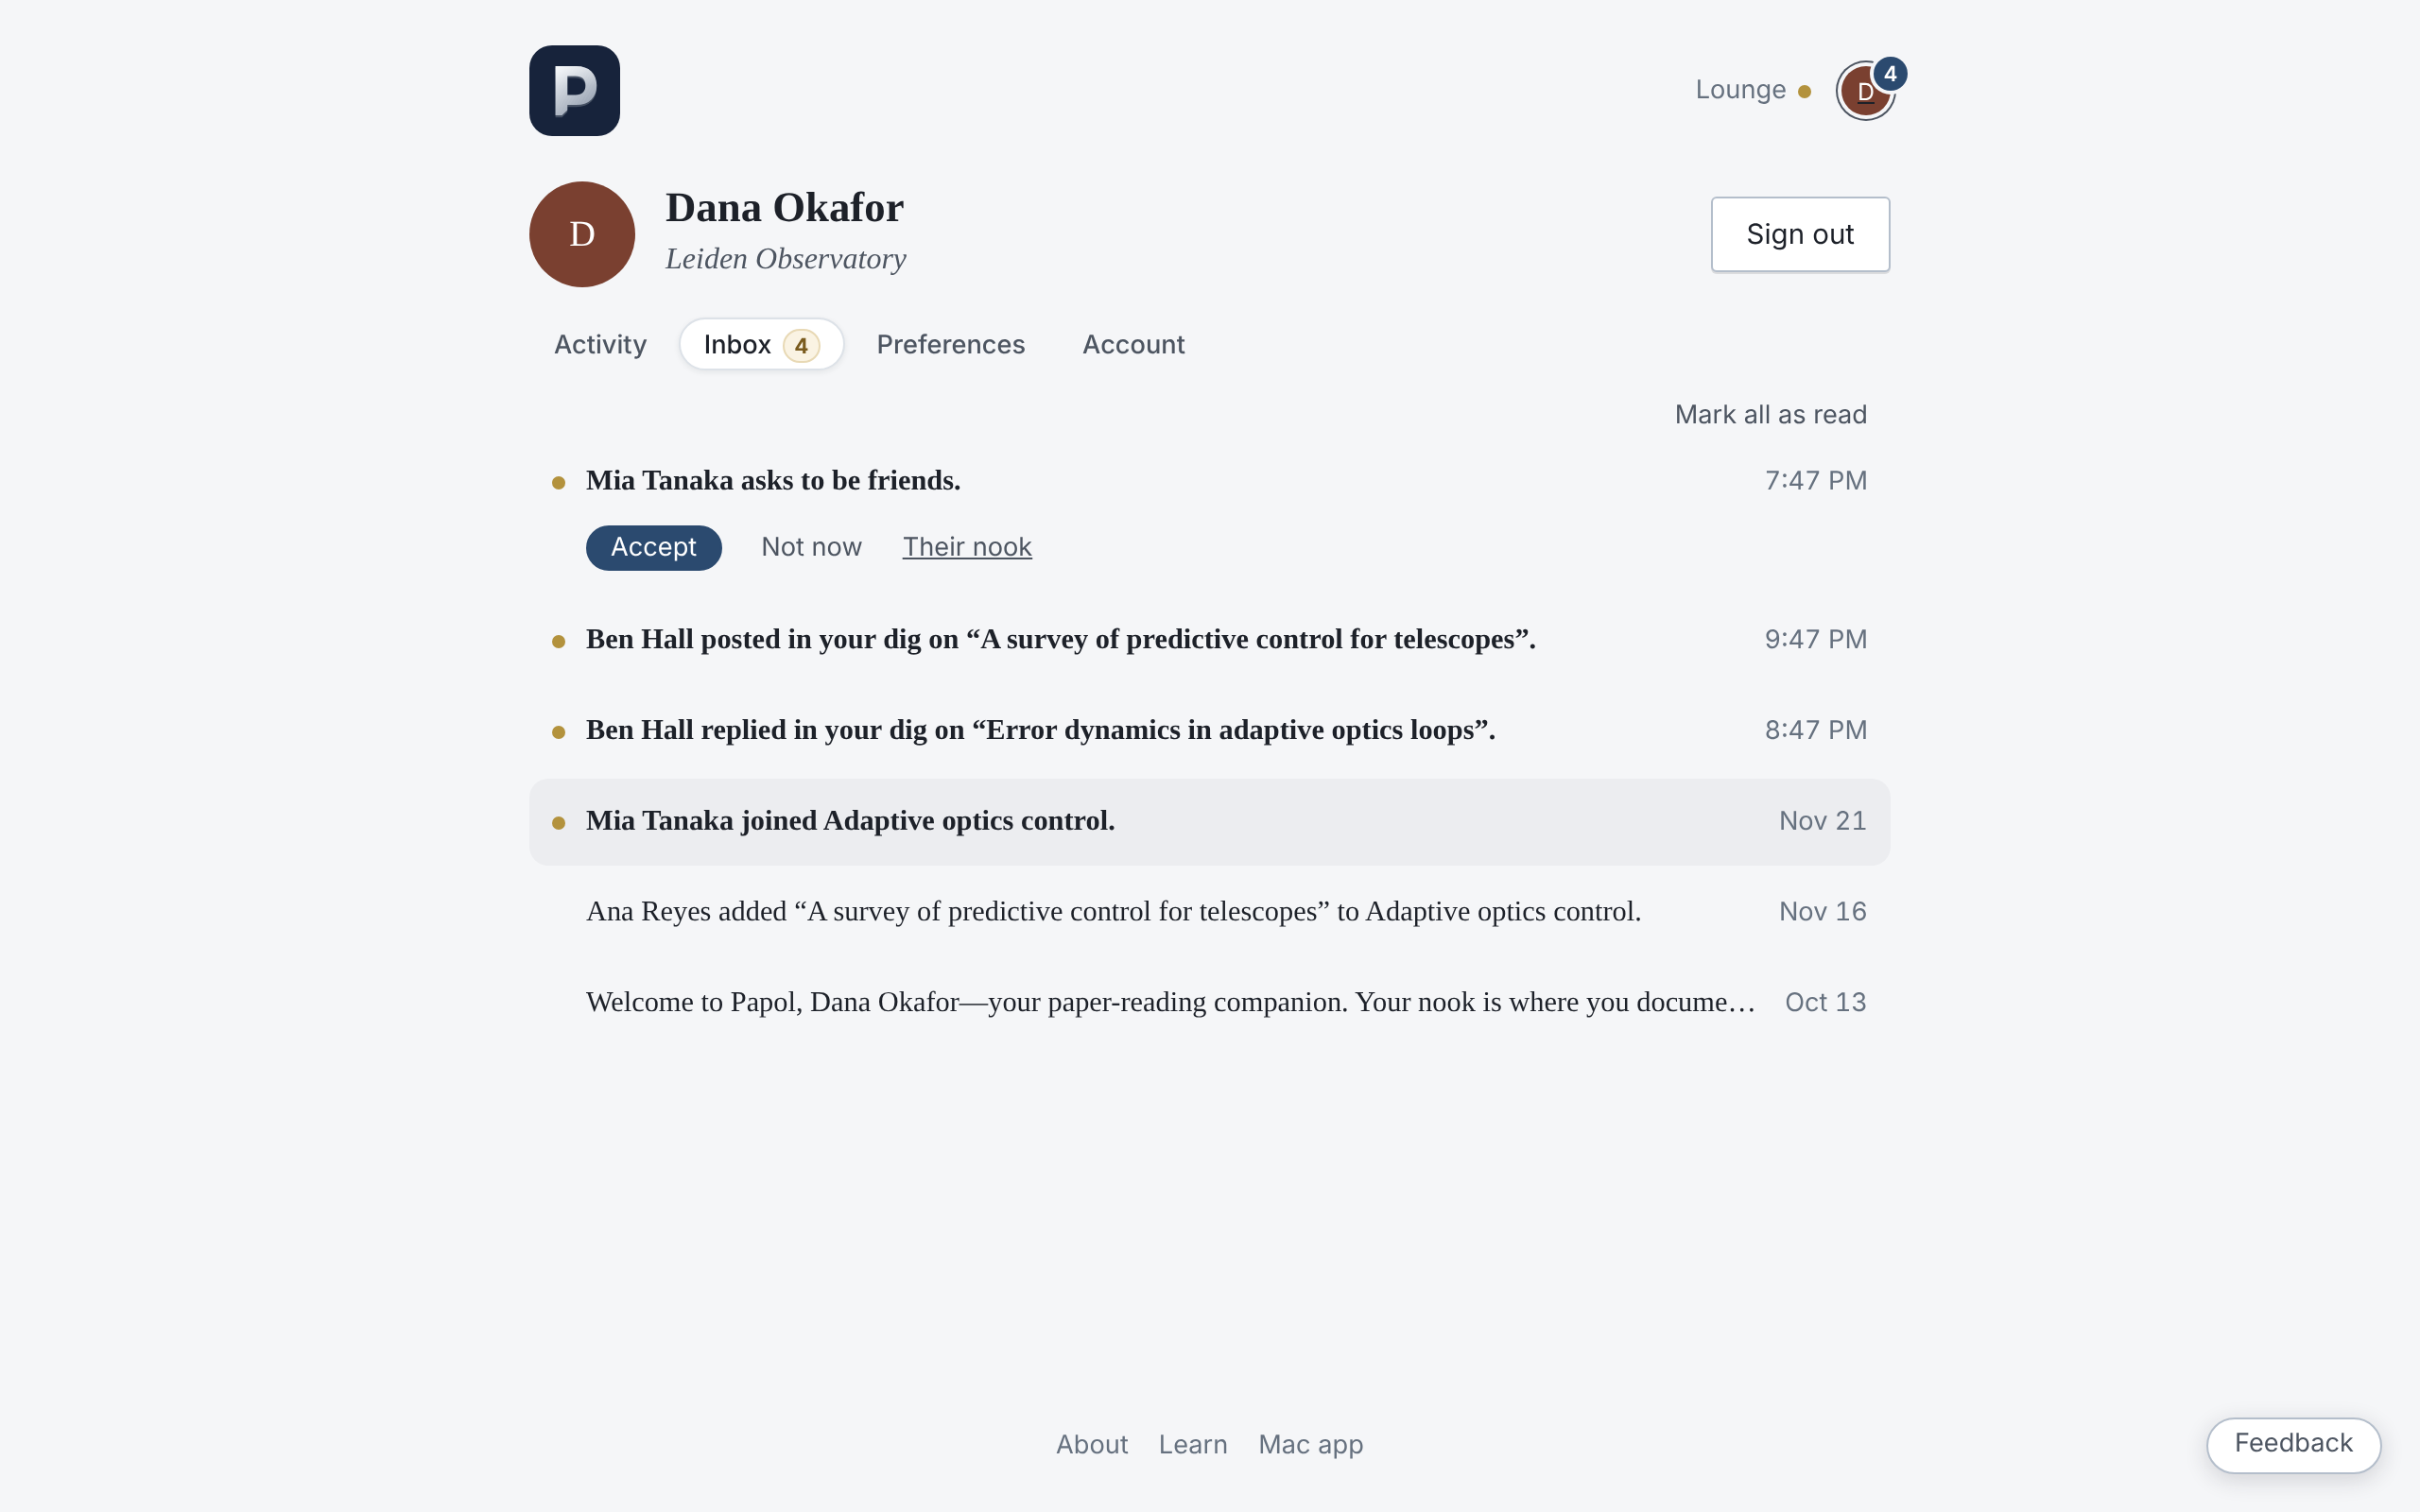 P
Lounge
D
4
D
Dana Okafor
Leiden Observatory
Sign out
Activity
Inbox 4
Preferences
Account
Mark all as read
Mia Tanaka asks to be friends.
7:47 PM
Accept
Not now
Their nook
Ben Hall posted in your dig on “A survey of predictive control for telescopes”.
9:47 PM
Ben Hall replied in your dig on “Error dynamics in adaptive optics loops”.
8:47 PM
Mia Tanaka joined Adaptive optics control.
Nov 21
Ana Reyes added “A survey of predictive control for telescopes” to Adaptive optics control.
Nov 16
Welcome to Papol, Dana Okafor—your paper-reading companion. Your nook is where you docume…
Oct 13
About
Learn
Mac app
Feedback